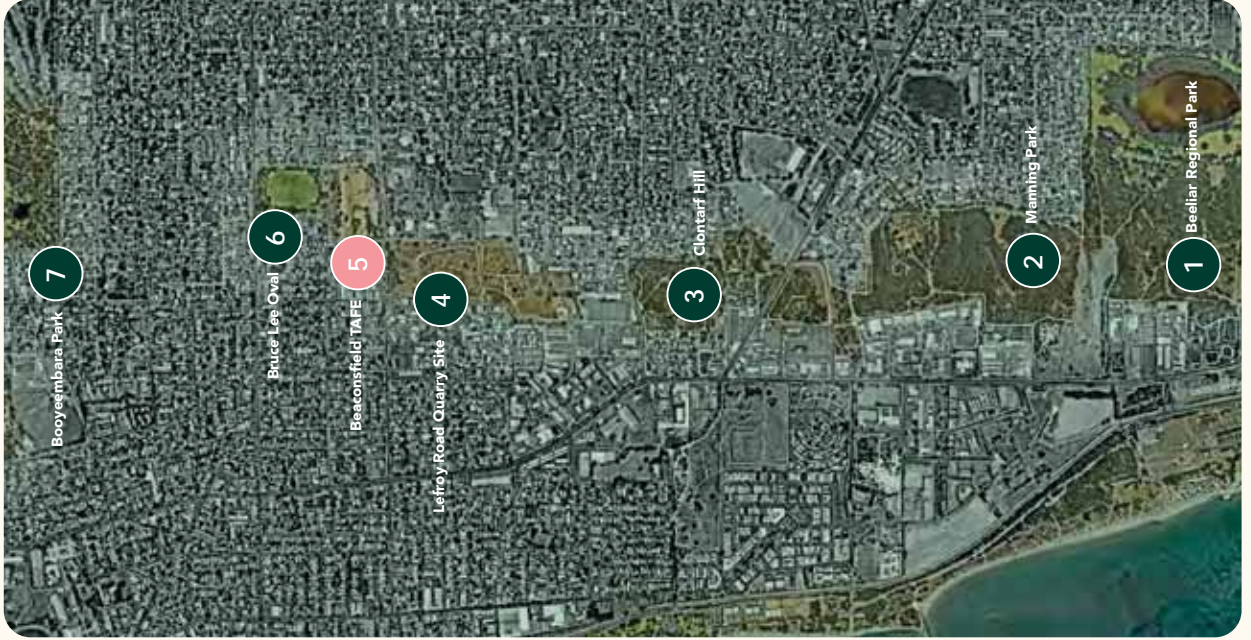 7
Booyeembara Park
6
Bruce Lee Oval
5
Beaconsfield TAFE
4
Lefroy Road Quarry Site
3
Clontarf Hill
2
Manning Park
1
Beeliar Regional Park